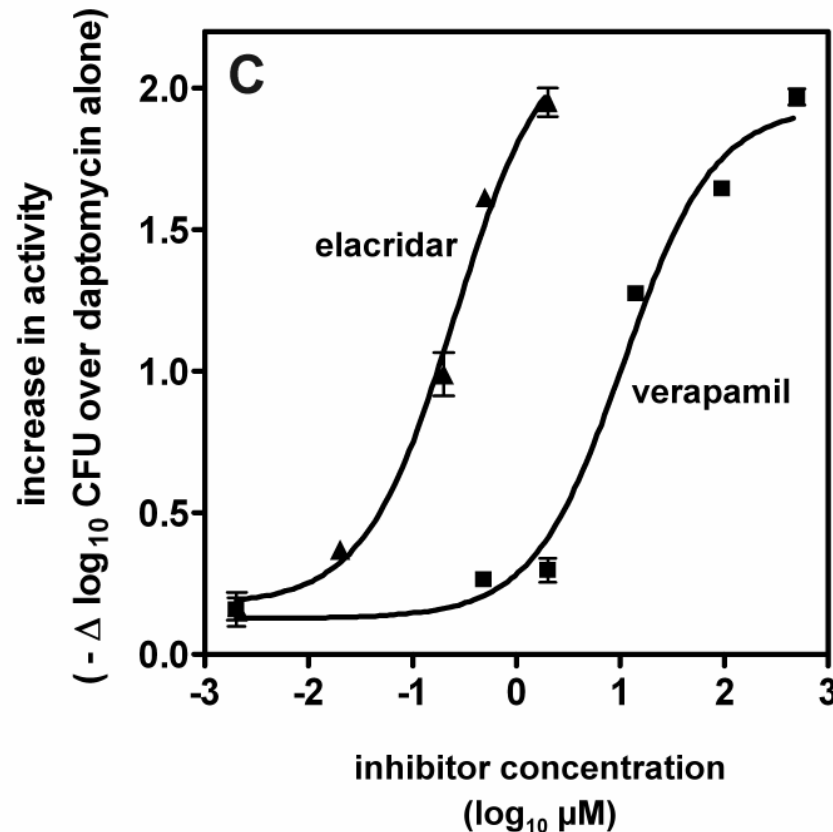 C
increase in activity
(- Δ log₁₀ CFU over daptomycin alone)
2.0
1.5
1.0
0.5
0.0
elacridar
verapamil
-3 -2 -1 0 1 2 3
inhibitor concentration
(log₁₀ µM)